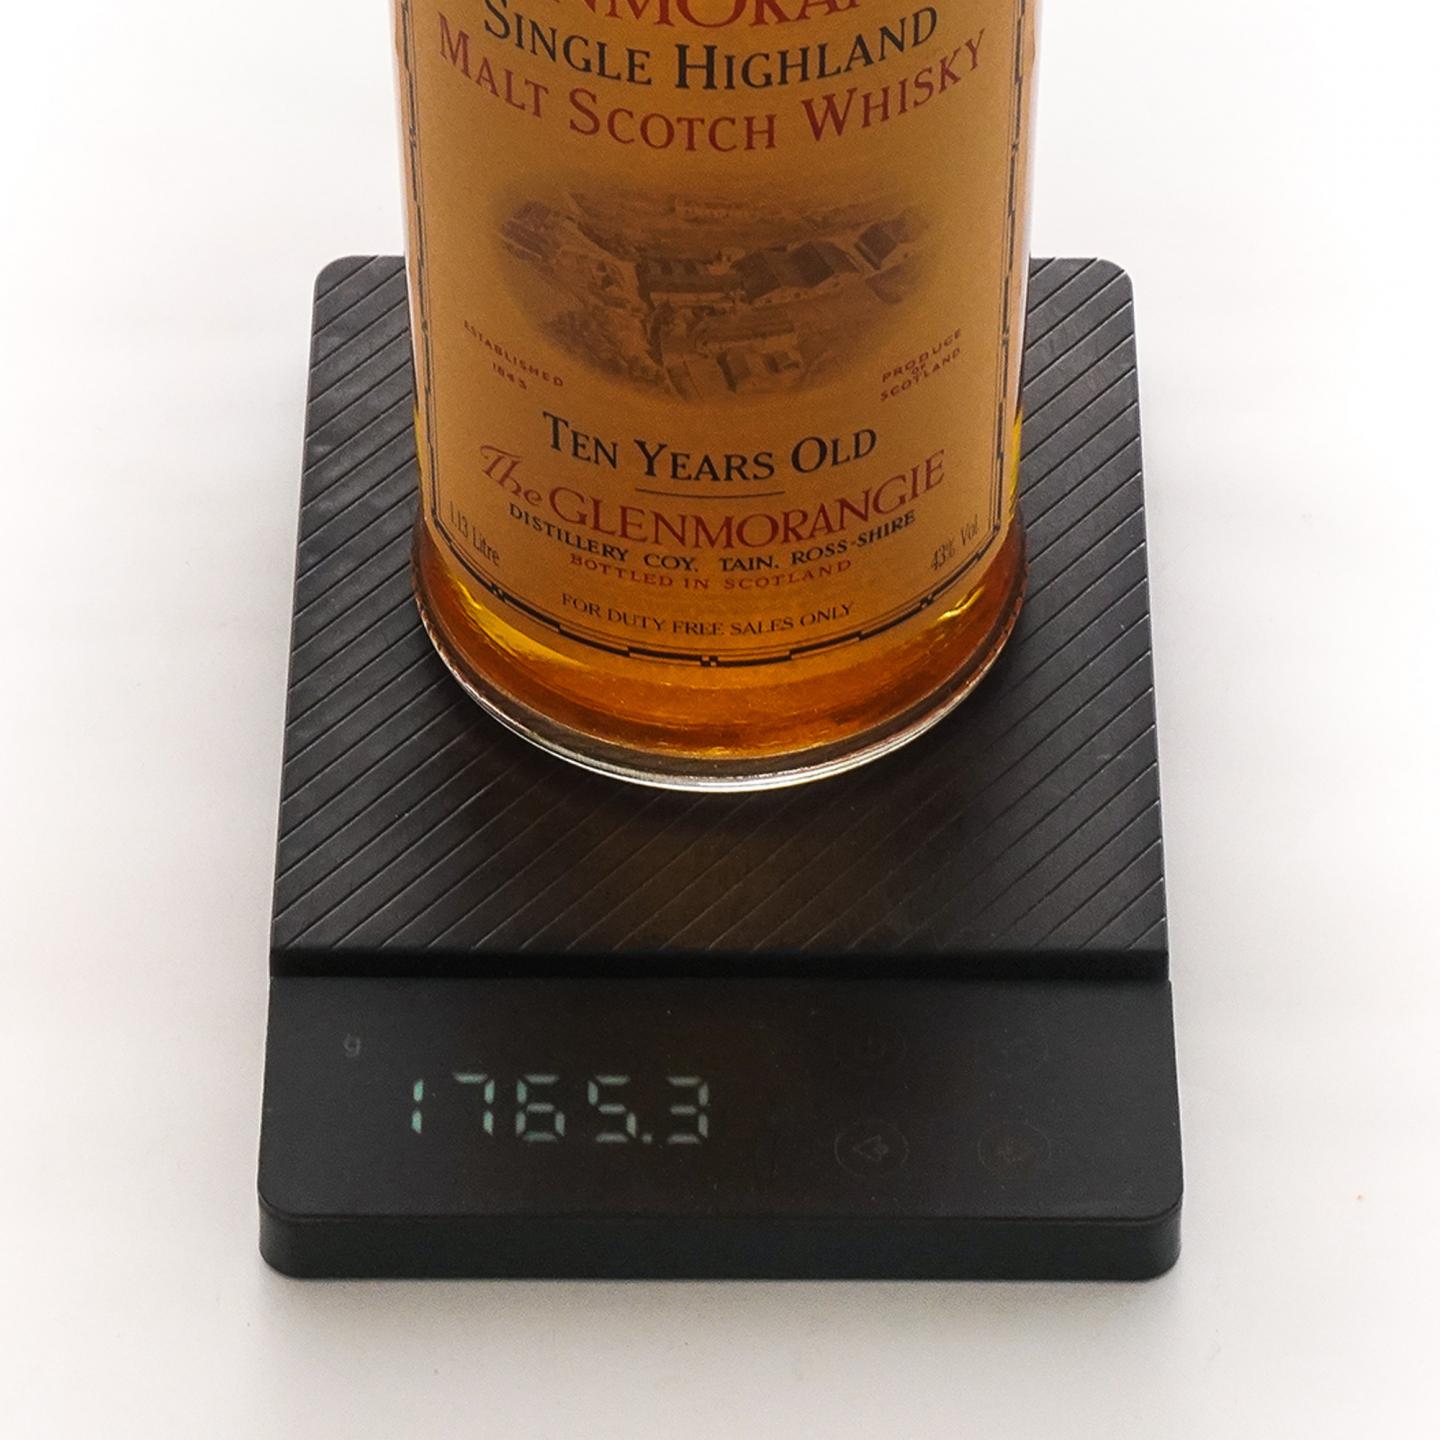 SINGLE HIGHLAND
MALT SCOTCH WHISKY
ESTABLISHED
1843
PRODUCE
OF
SCOTLAND
TEN YEARS OLD
The GLENMORANGIE
DISTILLERY COY. TAIN. ROSS-SHIRE
BOTTLED IN SCOTLAND
1.13 Litre
43% Vol
FOR DUTY FREE SALES ONLY
g
1765.3